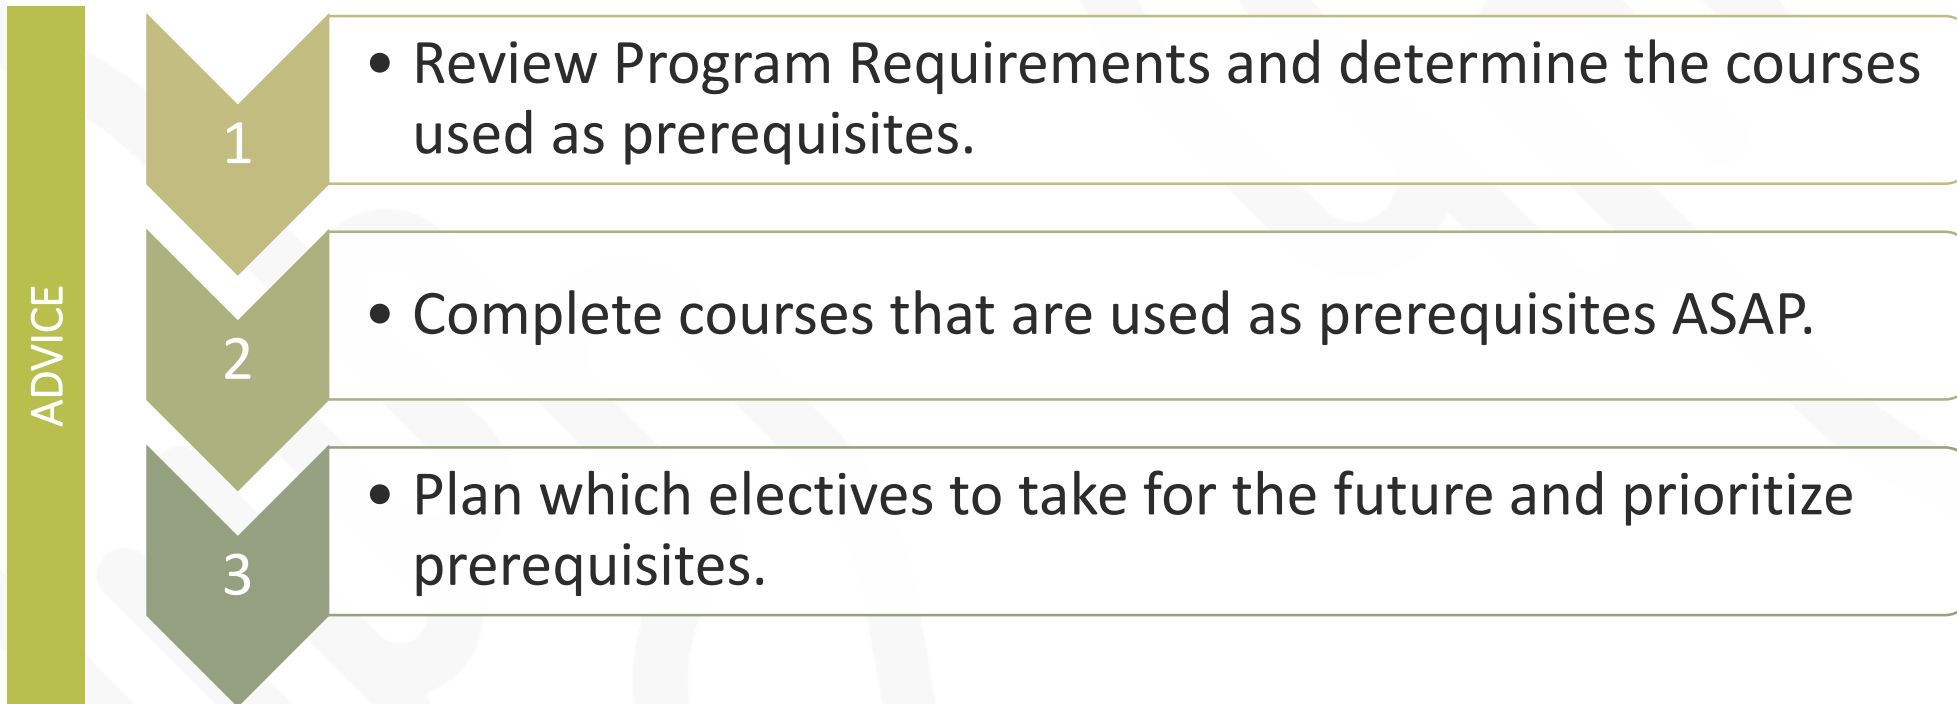 ADVICE
1
• Review Program Requirements and determine the courses
used as prerequisites.
2
• Complete courses that are used as prerequisites ASAP.
3
• Plan which electives to take for the future and prioritize
prerequisites.